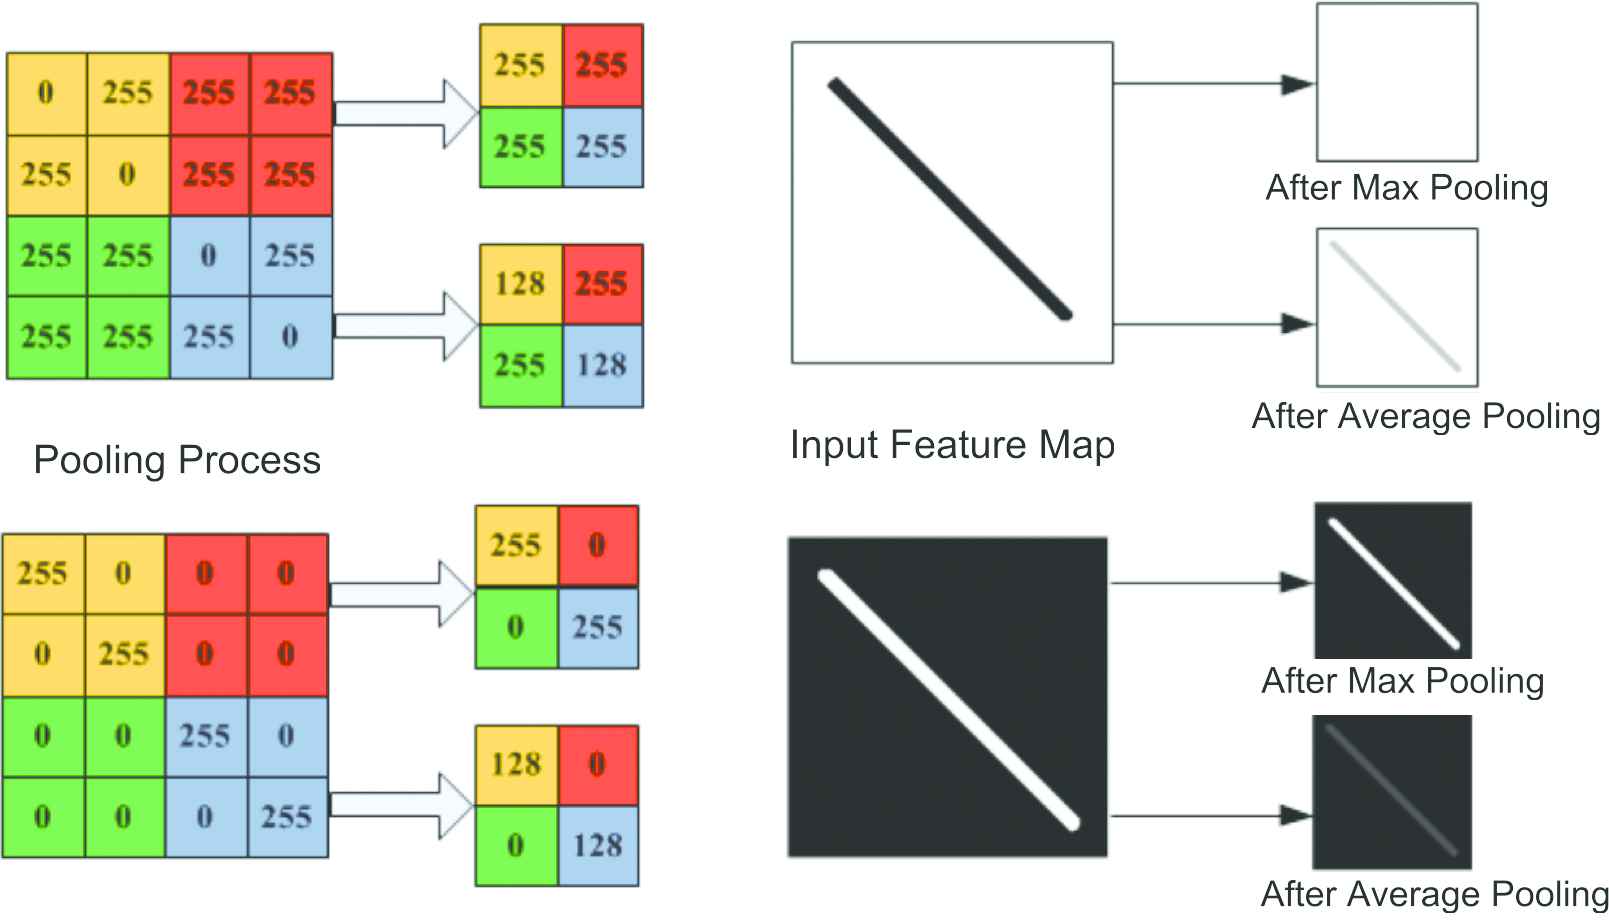 0 255 255 255
255 0 255 255
255 255 0 255
255 255 255 0
255 255
255 255
128 255
255 128
After Max Pooling
After Average Pooling
Pooling Process
Input Feature Map
255 0 0 0
0 255 0 0
0 0 255 0
0 0 0 255
255 0
0 255
128 0
0 128
After Max Pooling
After Average Pooling